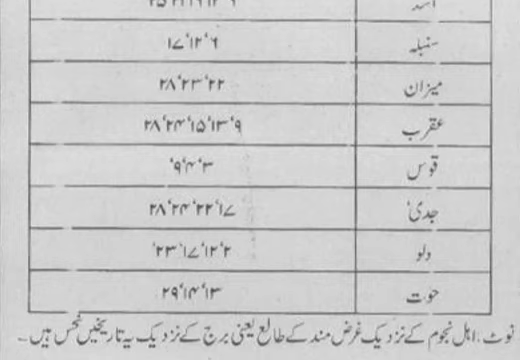 اسد
سنبلہ ۶‘۱۲‘۱۷
میزان ۲۲‘۲۳‘۲۸
عقرب ۹‘۱۳‘۱۵‘۲۴‘۲۸
قوس ۳‘۴‘۹
جدی ۱۷‘۲۲‘۲۴‘۲۸
دلو ۲‘۱۲‘۱۷‘۲۳
حوت ۱۳‘۱۴‘۲۹
نوٹ: اہل نجوم کے نزدیک غرض مند کے طالع یعنی برج کے نزدیک یہ تاریخیں نحس ہیں۔